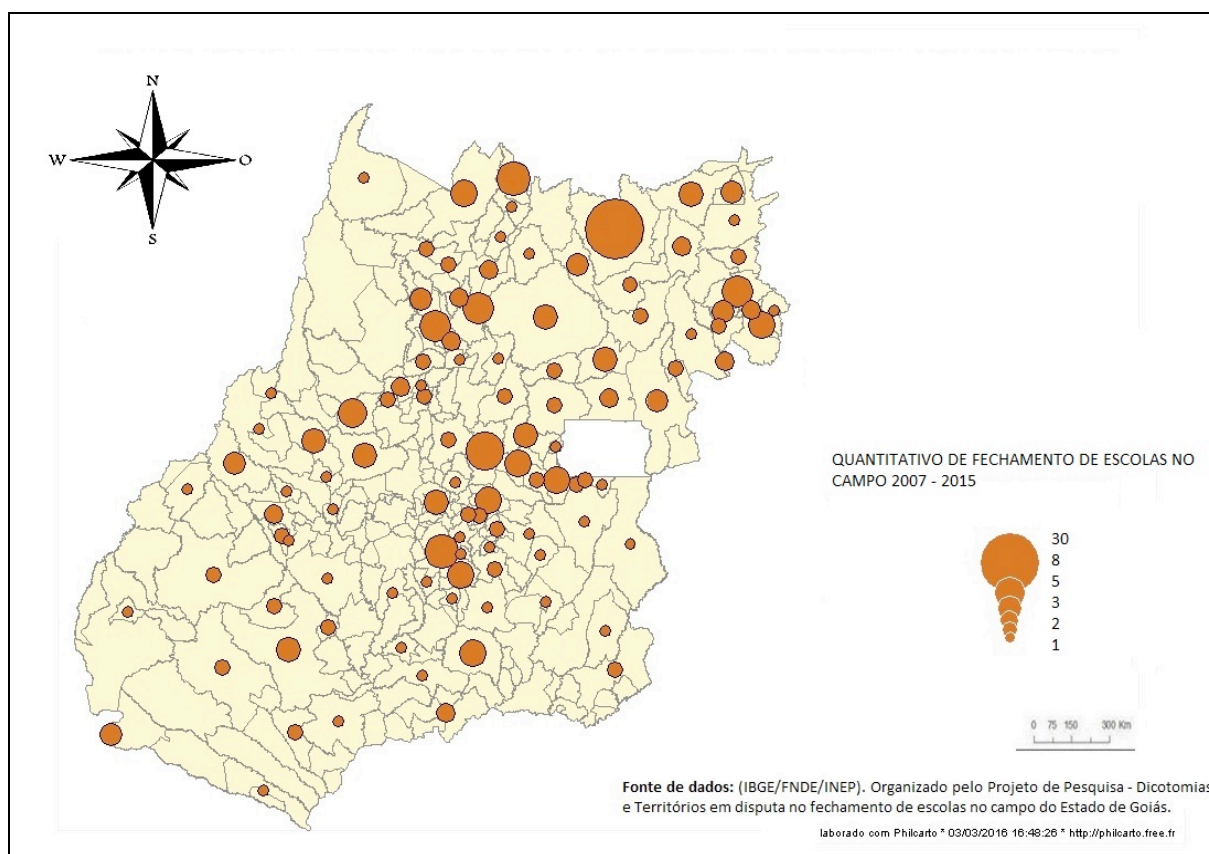 N
W
O
S
QUANTITATIVO DE FECHAMENTO DE ESCOLAS NO
CAMPO 2007 - 2015
30
8
5
3
2
1
0 75 150 300 Km
Fonte de dados: (IBGE/FNDE/INEP). Organizado pelo Projeto de Pesquisa - Dicotomias
e Territórios em disputa no fechamento de escolas no campo do Estado de Goiás.
laborado com Philcarto * 03/03/2016 16:48:26 * http://philcarto.free.fr